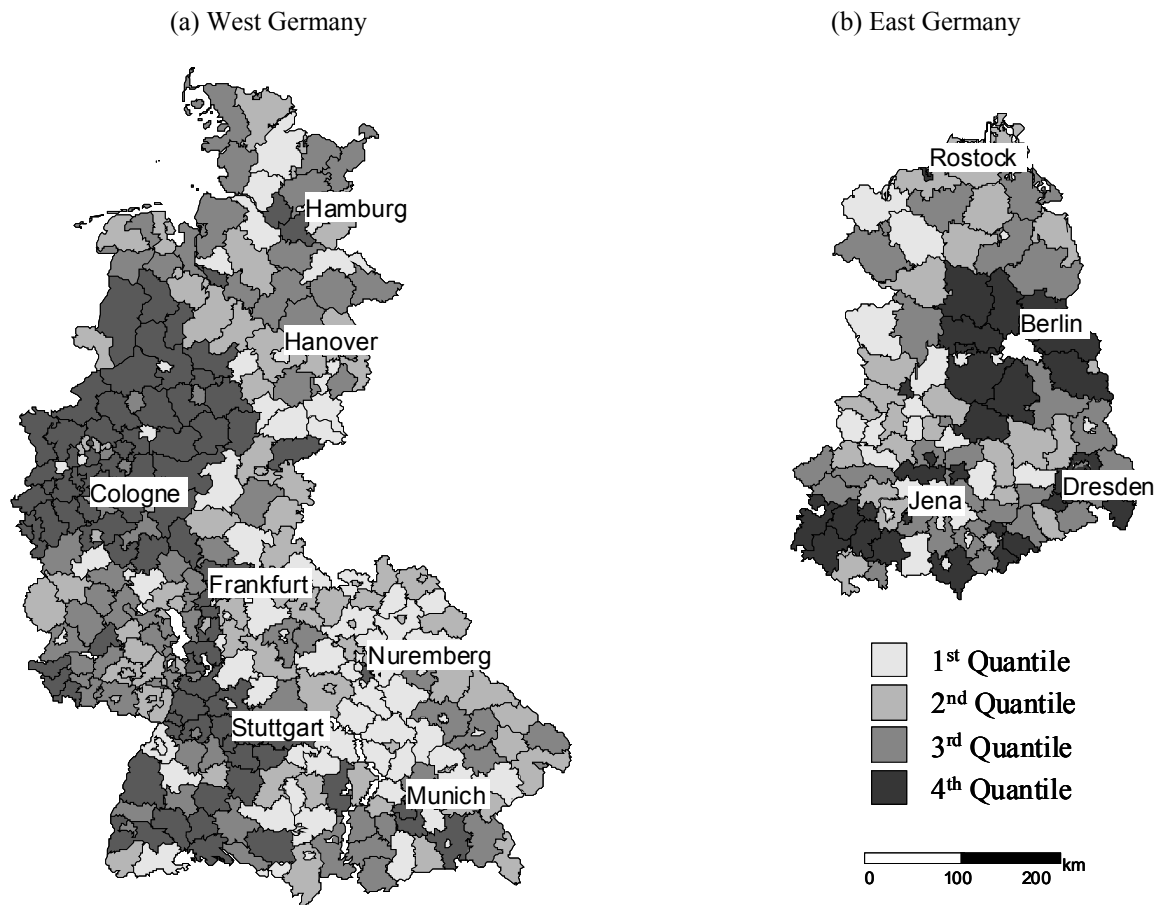 (a) West Germany
(b) East Germany
Hamburg
Hanover
Cologne
Frankfurt
Nuremberg
Stuttgart
Munich
Rostock
Berlin
Dresden
Jena
1st Quantile
2nd Quantile
3rd Quantile
4th Quantile
km
0 100 200